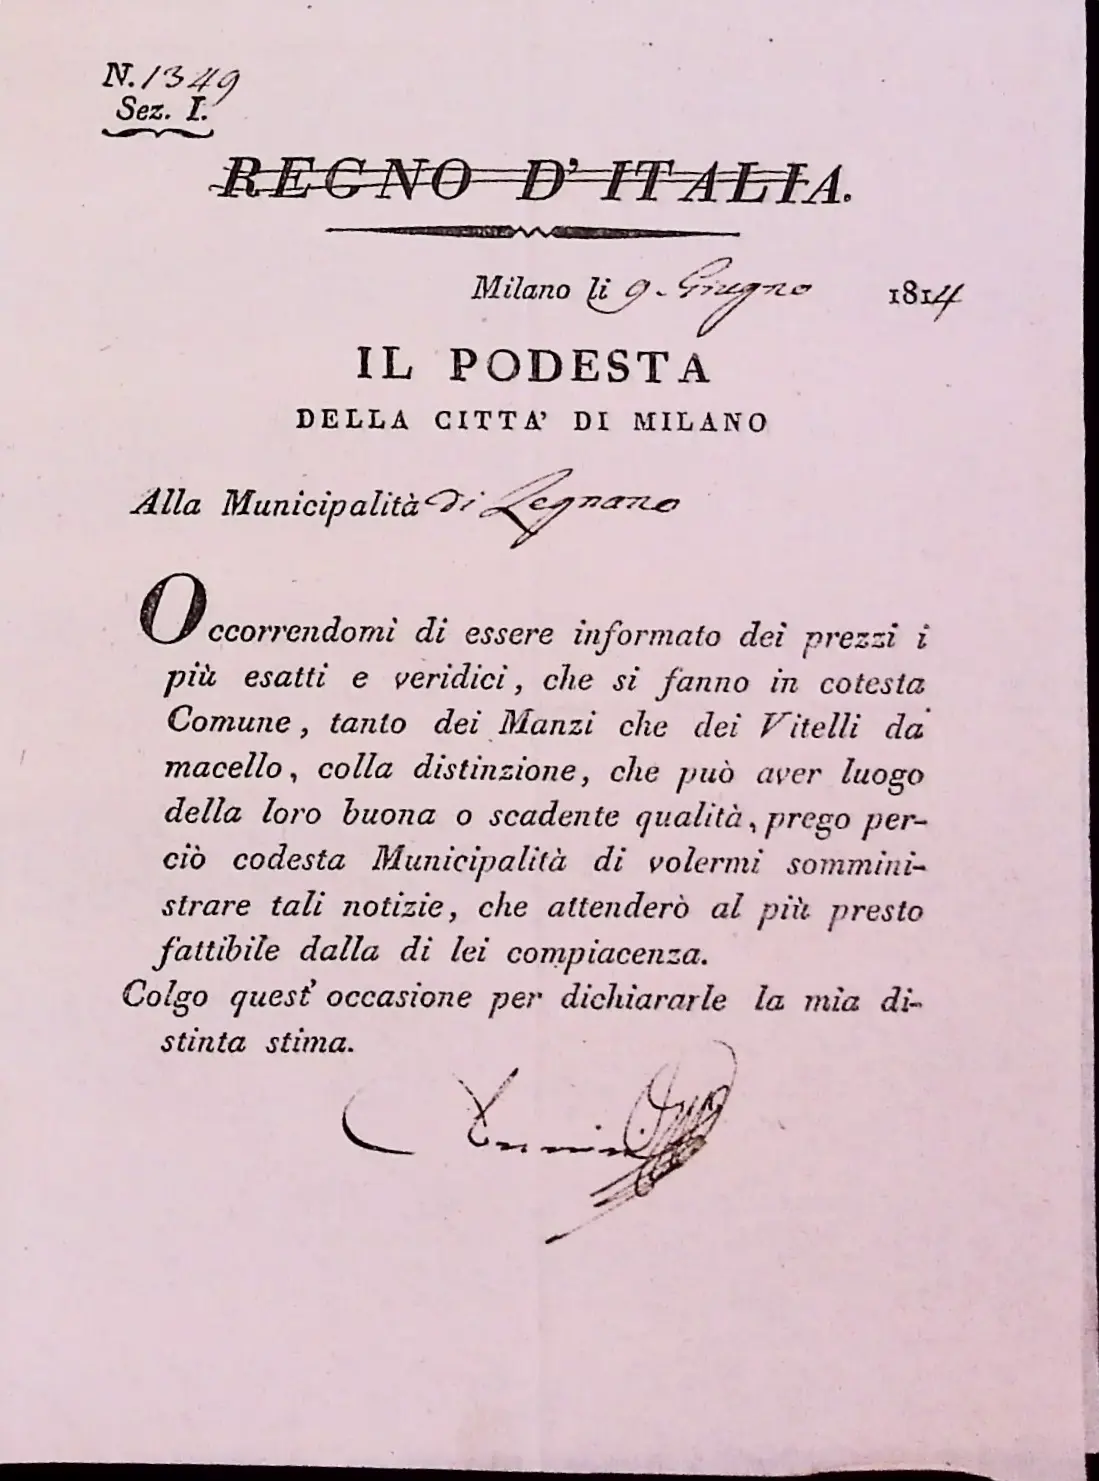 N. 1349
Sez. I.
REGNO D'ITALIA.
Milano li 9. Giugno 1814
IL PODESTA
DELLA CITTA' DI MILANO
Alla Municipalità di Legnano
Occorrendomi di essere informato dei prezzi i
più esatti e veridici, che si fanno in cotesta
Comune, tanto dei Manzi che dei Vitelli da
macello, colla distinzione, che può aver luogo
della loro buona o scadente qualità, prego per-
ciò codesta Municipalità di volermi sommini-
strare tali notizie, che attenderò al più presto
fattibile dalla di lei compiacenza.
Colgo quest' occasione per dichiararle la mia di-
stinta stima.